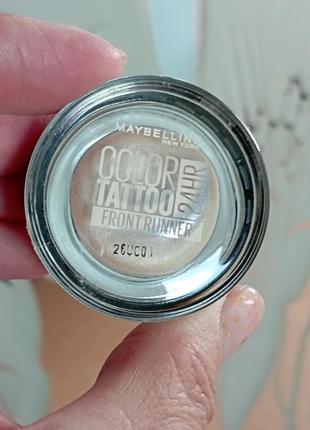 MAYBELLINE
NEW YORK
COLOR
TATTOO
24HR
FRONT RUNNER
26UC01